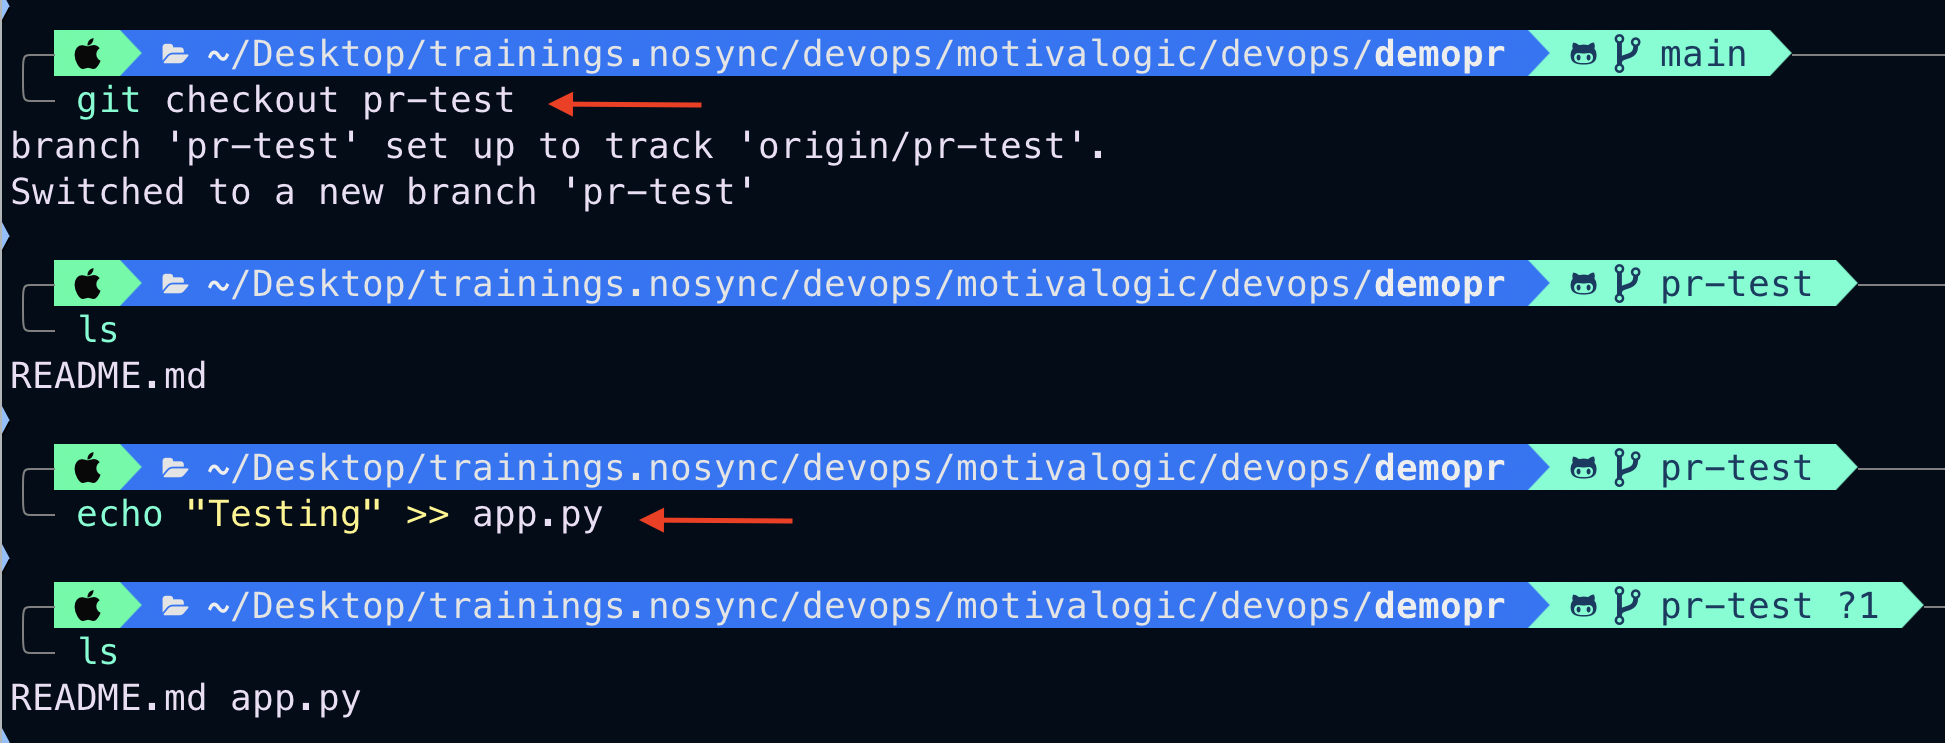 ~/Desktop/trainings.nosync/devops/motivalogic/devops/demopr main
git checkout pr-test
branch 'pr-test' set up to track 'origin/pr-test'.
Switched to a new branch 'pr-test'
~/Desktop/trainings.nosync/devops/motivalogic/devops/demopr pr-test
ls
README.md
~/Desktop/trainings.nosync/devops/motivalogic/devops/demopr pr-test
echo "Testing" >> app.py
~/Desktop/trainings.nosync/devops/motivalogic/devops/demopr pr-test ?1
ls
README.md app.py